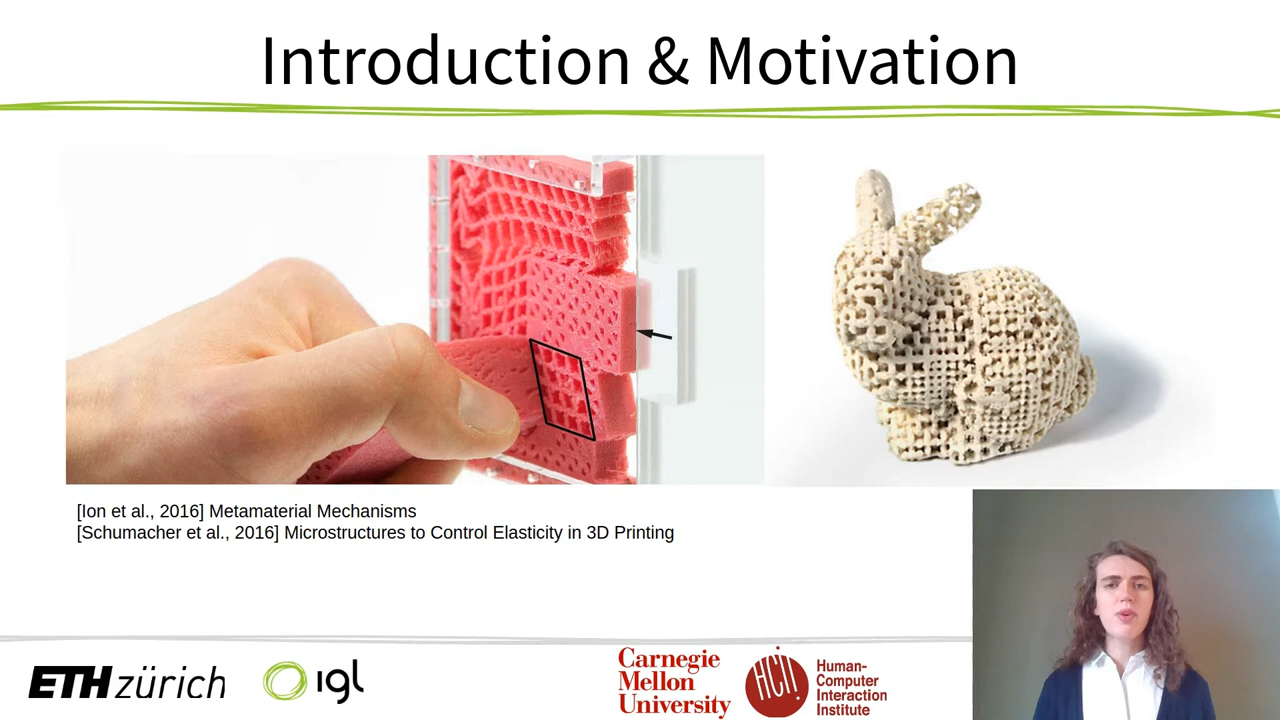 Introduction & Motivation
[Ion et al., 2016] Metamaterial Mechanisms
[Schumacher et al., 2016] Microstructures to Control Elasticity in 3D Printing
ETH zürich
igl
Carnegie
Mellon
University
HCII
Human-
Computer
Interaction
Institute